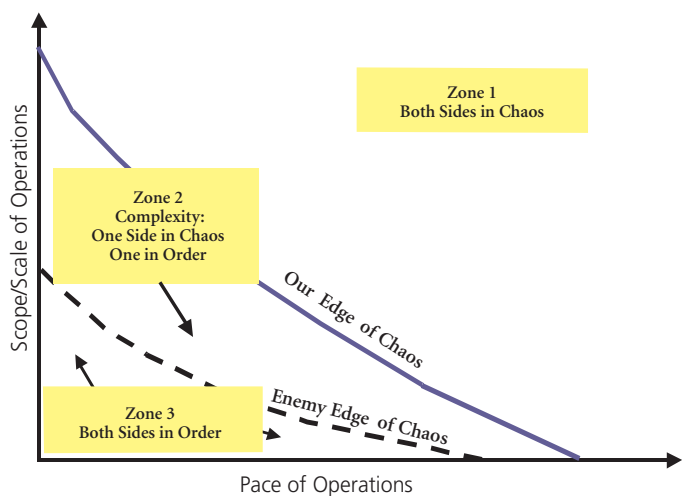 Zone 1
Both Sides in Chaos
Scope/Scale of Operations
Zone 2
Complexity:
One Side in Chaos
One in Order
Our Edge of Chaos
Enemy Edge of Chaos
Zone 3
Both Sides in Order
Pace of Operations